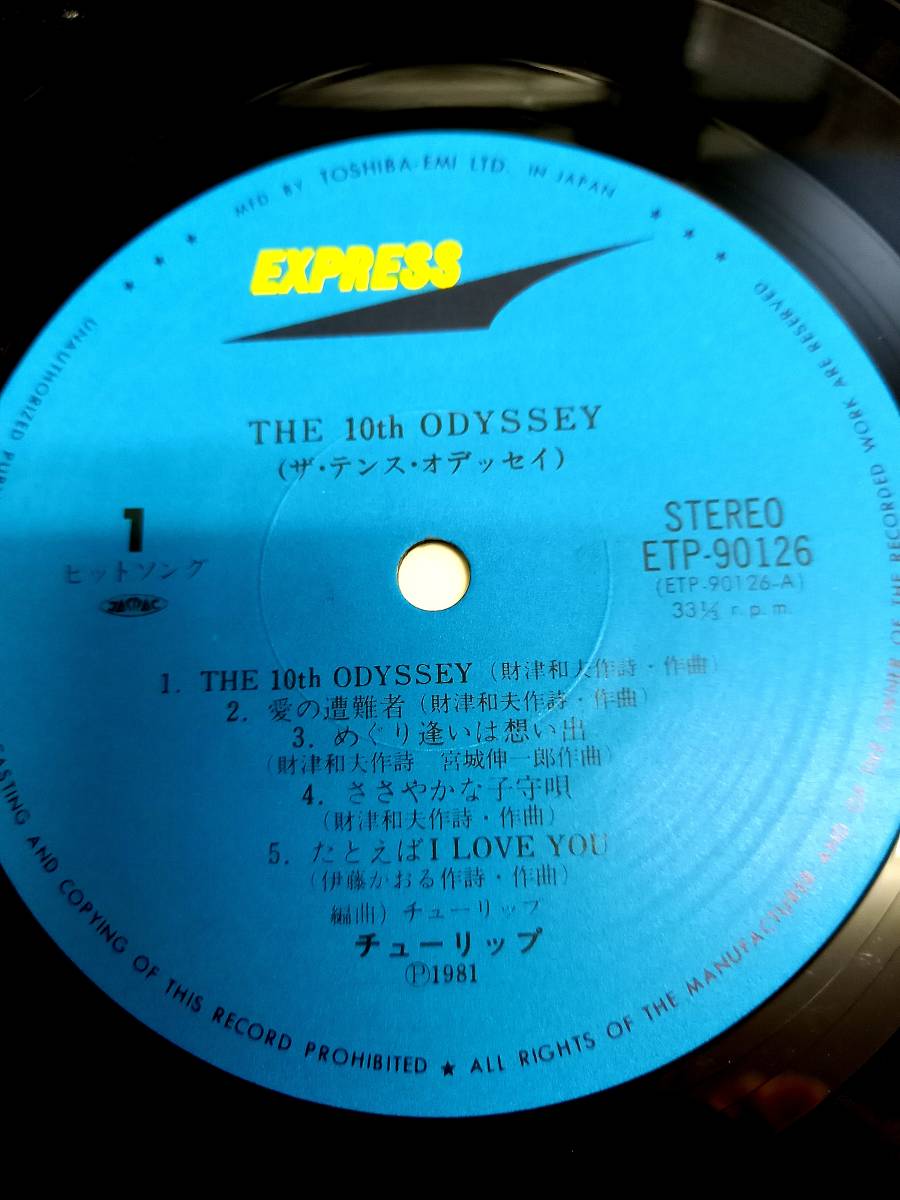 MFD BY TOSHIBA-EMI LTD. IN JAPAN
EXPRESS
THE 10th ODYSSEY
(ザ・テンス・オデッセイ)
1
ヒットソング
STEREO
ETP-90126
(ETP-90126-A)
33⅓ r.p.m.
1. THE 10th ODYSSEY (財津和夫作詩・作曲)
2. 愛の遭難者 (財津和夫作詩・作曲)
3. めぐり逢いは想い出
(財津和夫作詩 宮城伸一郎作曲)
4. ささやかな子守唄
(財津和夫作詩・作曲)
5. たとえば I LOVE YOU
(伊藤かおる作詩・作曲)
編曲) チューリップ
チューリップ
Ⓟ1981
UNAUTHORIZED
AND COPYING OF THIS RECORD PROHIBITED ★ ALL RIGHTS OF THE MANUFACTURER AND OF THE OWNER OF THE RECORDED WORK ARE RESERVED